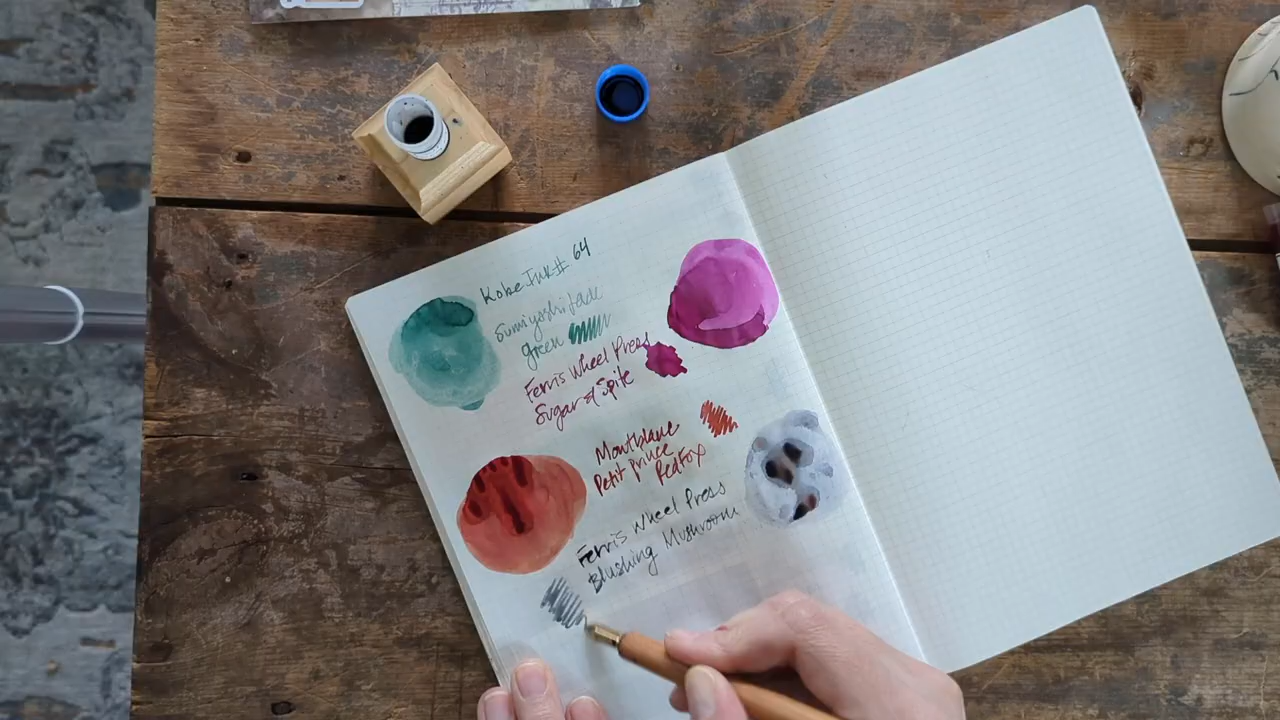 Kobe Ink # 64
Sumiyoshi Jade
green
Ferris Wheel Press
Sugar & Spite
Montblanc
Petit Prince
Red Fox
Ferris Wheel Press
Blushing Mushroom